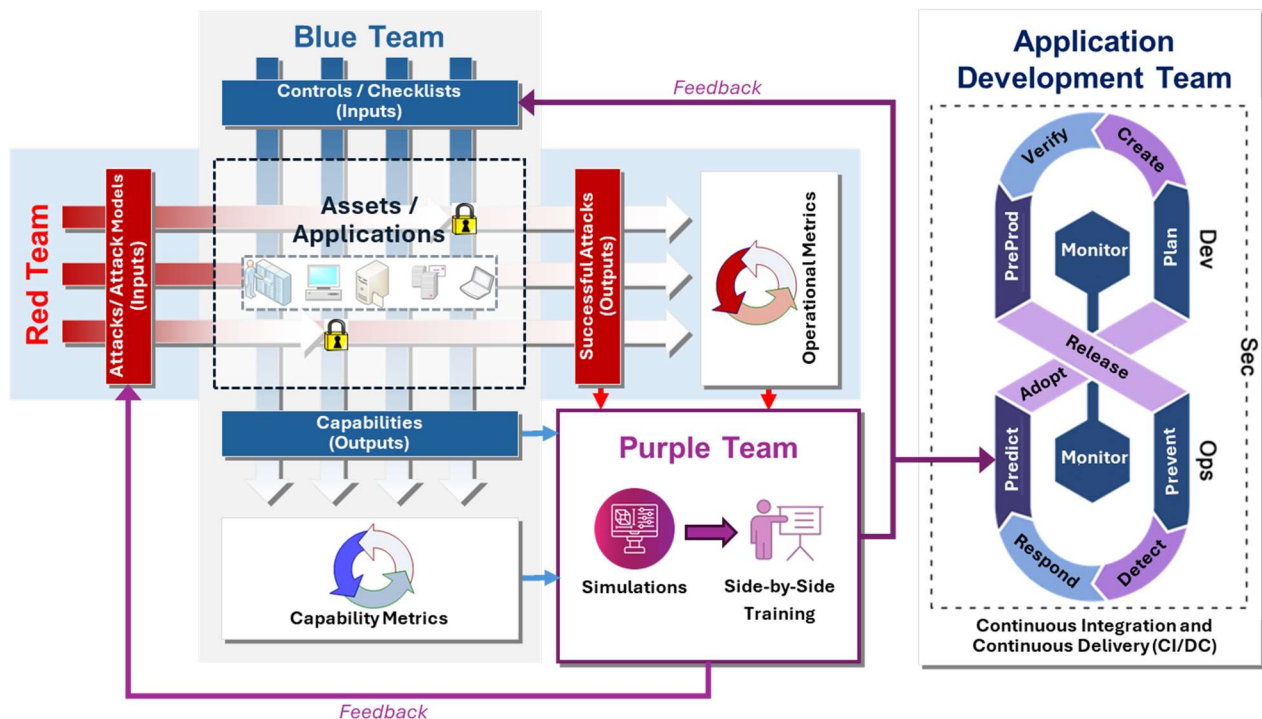 Blue Team
Controls / Checklists
(Inputs)
Feedback
Red Team
Attacks/ Attack Models
(Inputs)
Assets /
Applications
Successful Attacks
(Outputs)
Operational Metrics
Capabilities
(Outputs)
Capability Metrics
Purple Team
Simulations
Side-by-Side
Training
Feedback
Application
Development Team
Verify
Create
PreProd
Monitor
Plan
Dev
Release
Adopt
Sec
Predict
Monitor
Prevent
Ops
Respond
Detect
Continuous Integration and
Continuous Delivery (CI/DC)